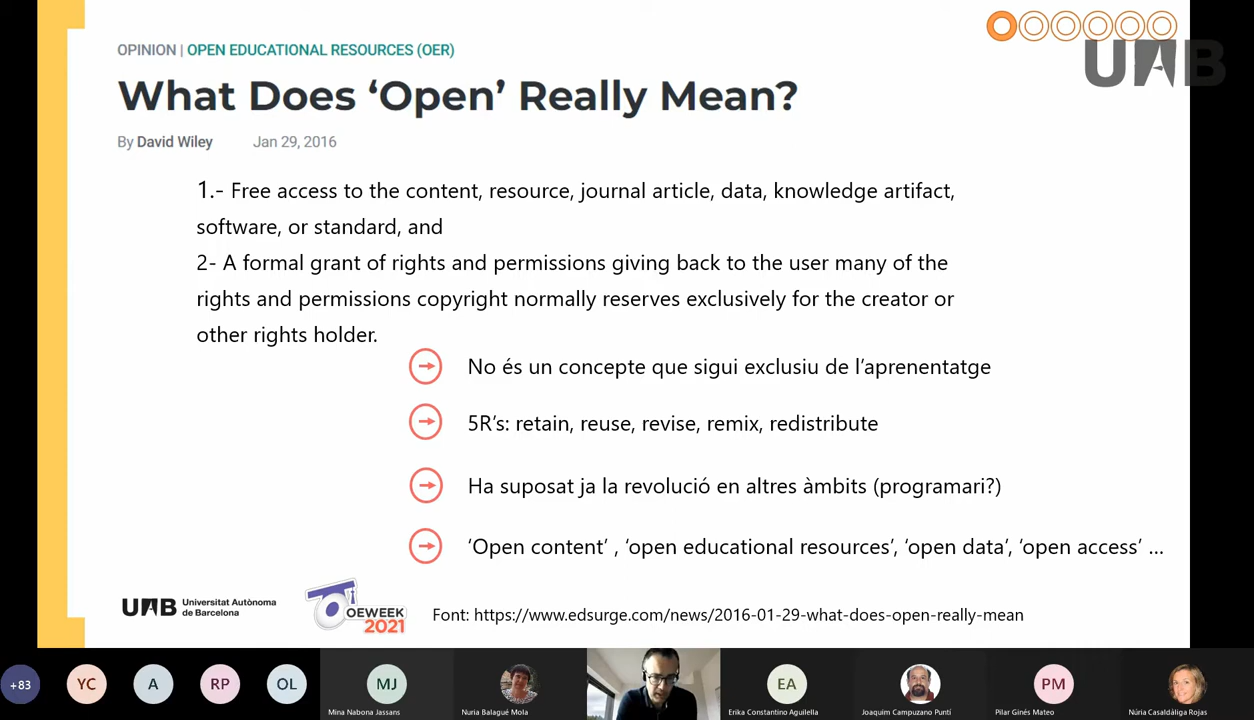 OPINION | OPEN EDUCATIONAL RESOURCES (OER)
UAB
What Does ‘Open’ Really Mean?
By David Wiley Jan 29, 2016
1.- Free access to the content, resource, journal article, data, knowledge artifact,
software, or standard, and
2- A formal grant of rights and permissions giving back to the user many of the
rights and permissions copyright normally reserves exclusively for the creator or
other rights holder.
No és un concepte que sigui exclusiu de l’aprenentatge
5R’s: retain, reuse, revise, remix, redistribute
Ha suposat ja la revolució en altres àmbits (programari?)
‘Open content’ , ‘open educational resources’, ‘open data’, ‘open access’ ...
UAB Universitat Autònoma
de Barcelona
OEWEEK
2021
Font: https://www.edsurge.com/news/2016-01-29-what-does-open-really-mean
+83 YC A RP OL MJ EA PM
Mina Nabona Jassans Nuria Balagué Mola Erika Constantino Aguilella Joaquim Campuzano Puntí Pilar Ginés Mateo Núria Casaldàliga Rojas